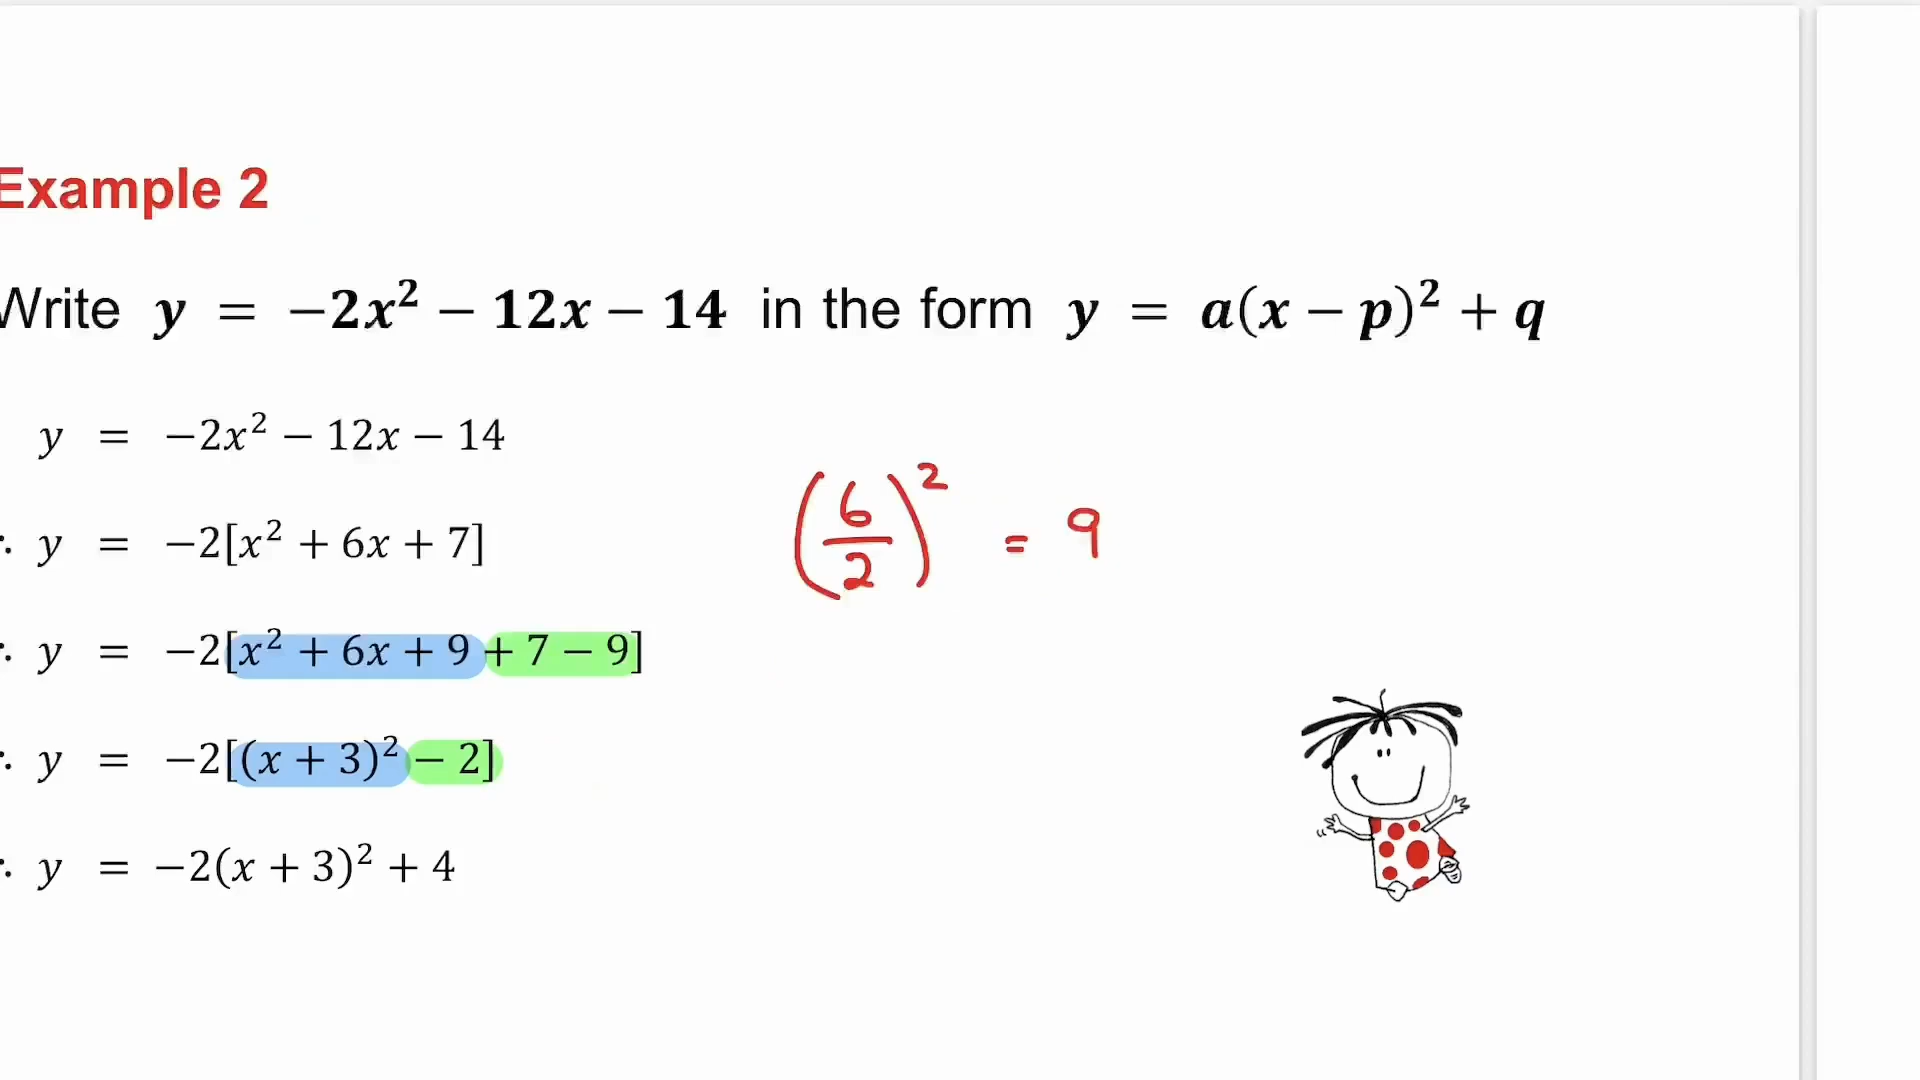 Example 2
Write y = −2x² − 12x − 14 in the form y = a(x − p)² + q
y = −2x² − 12x − 14
∴ y = −2[x² + 6x + 7]
(6/2)² = 9
∴ y = −2[x² + 6x + 9 + 7 − 9]
∴ y = −2[(x + 3)² − 2]
∴ y = −2(x + 3)² + 4